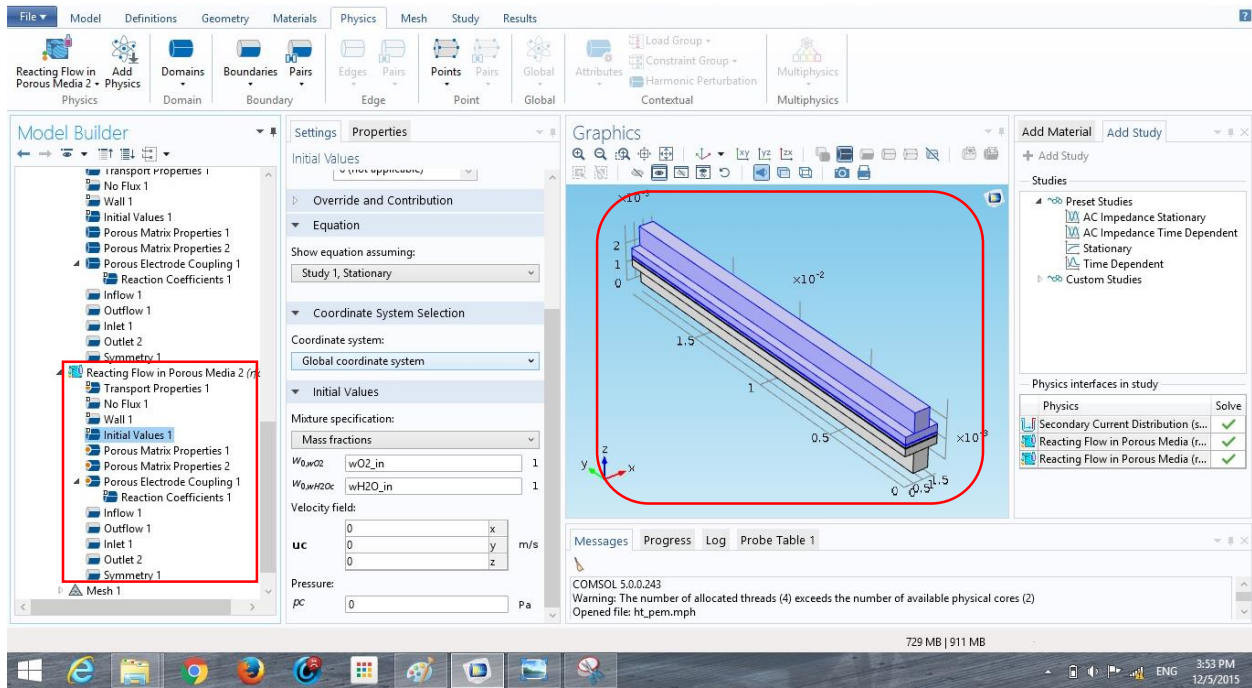 File Model Definitions Geometry Materials Physics Mesh Study Results
Reacting Flow in Porous Media 2
Add Physics
Domains
Boundaries
Pairs
Edges
Pairs
Points
Pairs
Global
Attributes
Load Group
Constraint Group
Harmonic Perturbation
Multiphysics
Physics
Domain
Boundary
Edge
Point
Global
Contextual
Multiphysics
Model Builder
Transport Properties 1
No Flux 1
Wall 1
Initial Values 1
Porous Matrix Properties 1
Porous Matrix Properties 2
Porous Electrode Coupling 1
Reaction Coefficients 1
Inflow 1
Outflow 1
Inlet 1
Outlet 2
Symmetry 1
Reacting Flow in Porous Media 2
Transport Properties 1
No Flux 1
Wall 1
Initial Values 1
Porous Matrix Properties 1
Porous Matrix Properties 2
Porous Electrode Coupling 1
Reaction Coefficients 1
Inflow 1
Outflow 1
Inlet 1
Outlet 2
Symmetry 1
Mesh 1
Settings Properties
Initial Values
0 (not applicable)
Override and Contribution
Equation
Show equation assuming:
Study 1, Stationary
Coordinate System Selection
Coordinate system:
Global coordinate system
Initial Values
Mixture specification:
Mass fractions
W0,wO2 wO2_in 1
W0,wH2Oc wH2O_in 1
Velocity field:
0 x
uc 0 y m/s
0 z
Pressure:
pc 0 Pa
Graphics
xy yz zx
×10-3
2
1
0
×10-2
1.5
1
0.5
×10-3
1.5
0.5
0 0
z
y
x
Messages Progress Log Probe Table 1
COMSOL 5.0.0.243
Warning: The number of allocated threads (4) exceeds the number of available physical cores (2)
Opened file: ht_pem.mph
Add Material Add Study
+ Add Study
Studies
Preset Studies
AC Impedance Stationary
AC Impedance Time Dependent
Stationary
Time Dependent
Custom Studies
Physics interfaces in study
Physics Solve
Secondary Current Distribution (s...
Reacting Flow in Porous Media (r...
Reacting Flow in Porous Media (r...
729 MB | 911 MB
ENG
3:53 PM
12/5/2015